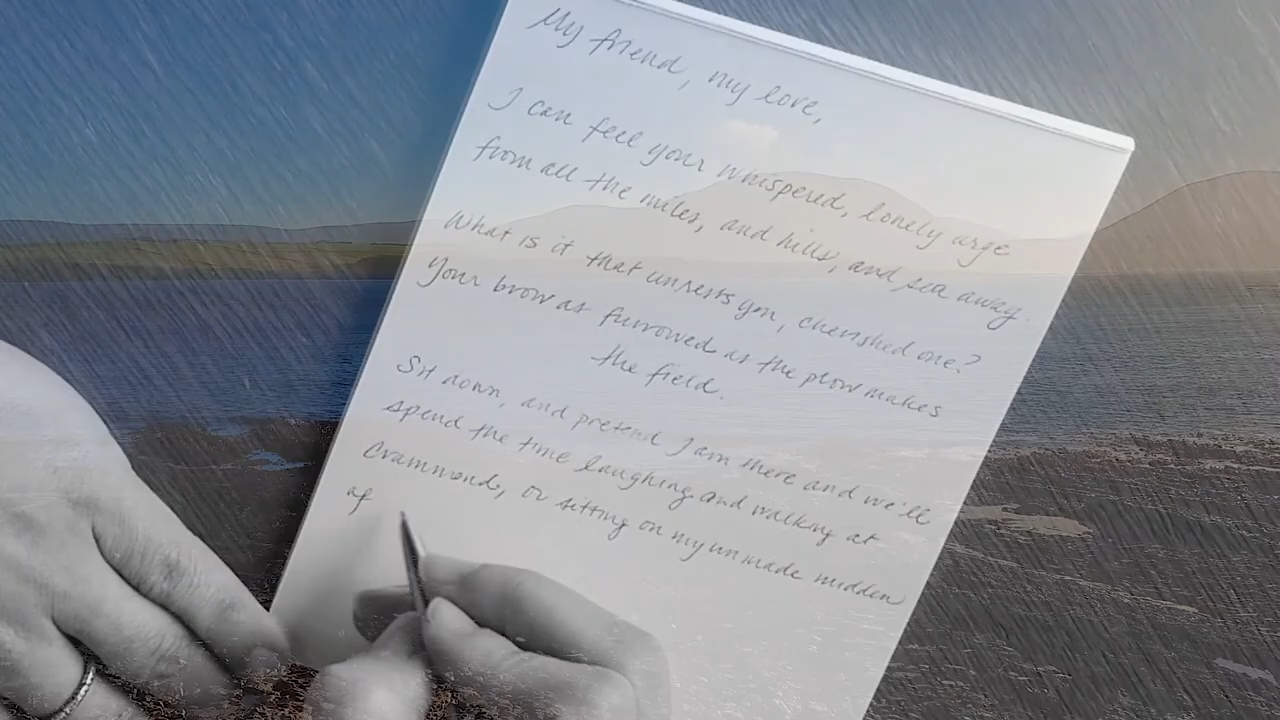 My friend, my love,
I can feel your whispered, lonely arge
from all the miles, and hills, and sea away.
What is it that unrests you, cherished one?
Your brow as furrowed as the plow makes
the field.
Sit down, and pretend I am there and we'll
spend the time laughing and walking at
Crammond, or sitting on my unmade midden
af